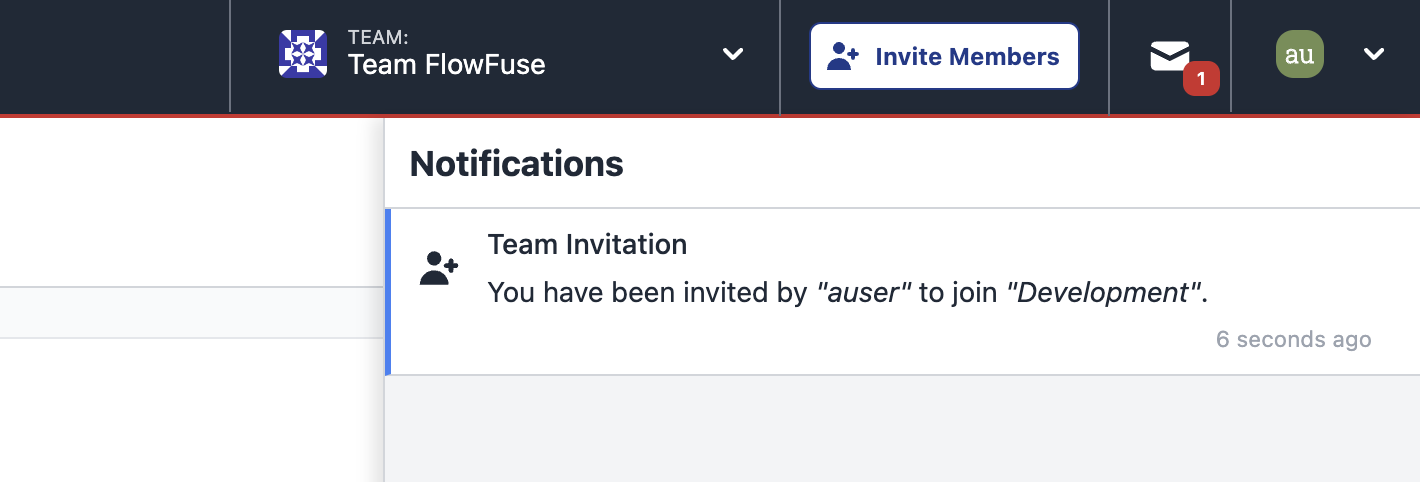 TEAM:
Team FlowFuse
Invite Members
1
au
Notifications
Team Invitation
You have been invited by "auser" to join "Development".
6 seconds ago